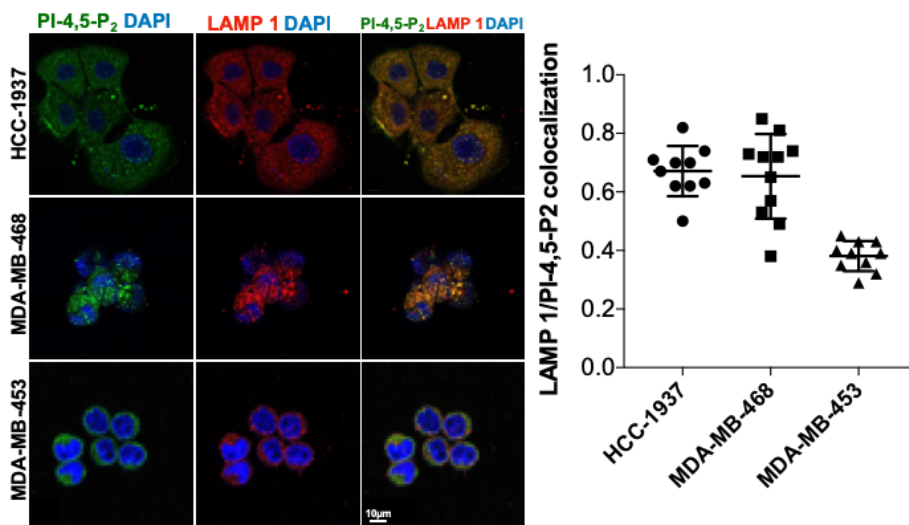 PI-4,5-P₂ DAPI
LAMP 1 DAPI
PI-4,5-P₂ LAMP 1 DAPI
HCC-1937
MDA-MB-468
MDA-MB-453
10µm
LAMP 1/PI-4,5-P2 colocalization
1.0
0.8
0.6
0.4
0.2
0.0
HCC-1937
MDA-MB-468
MDA-MB-453